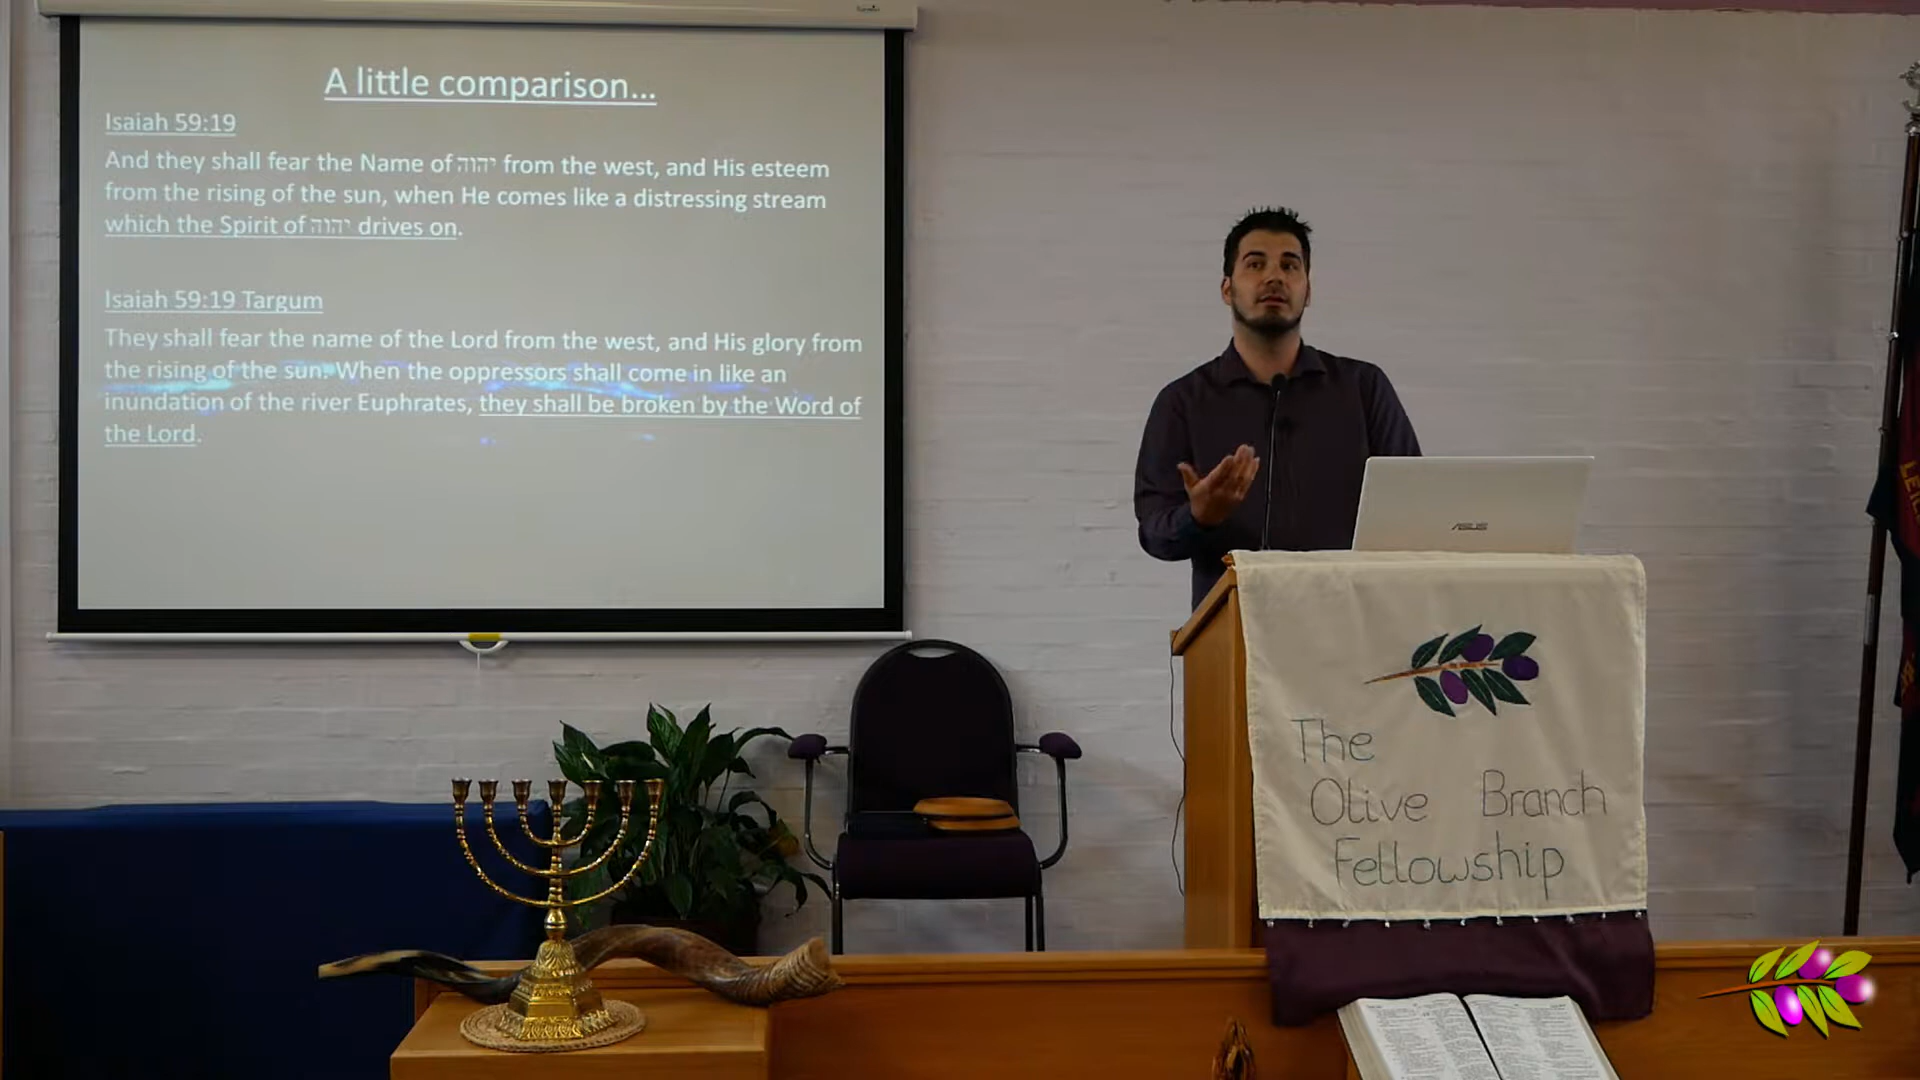 A little comparison...
Isaiah 59:19
And they shall fear the Name of יהוה from the west, and His esteem
from the rising of the sun, when He comes like a distressing stream
which the Spirit of יהוה drives on.
Isaiah 59:19 Targum
They shall fear the name of the Lord from the west, and His glory from
the rising of the sun. When the oppressors shall come in like an
inundation of the river Euphrates, they shall be broken by the Word of
the Lord.
ASUS
The
Olive Branch
Fellowship